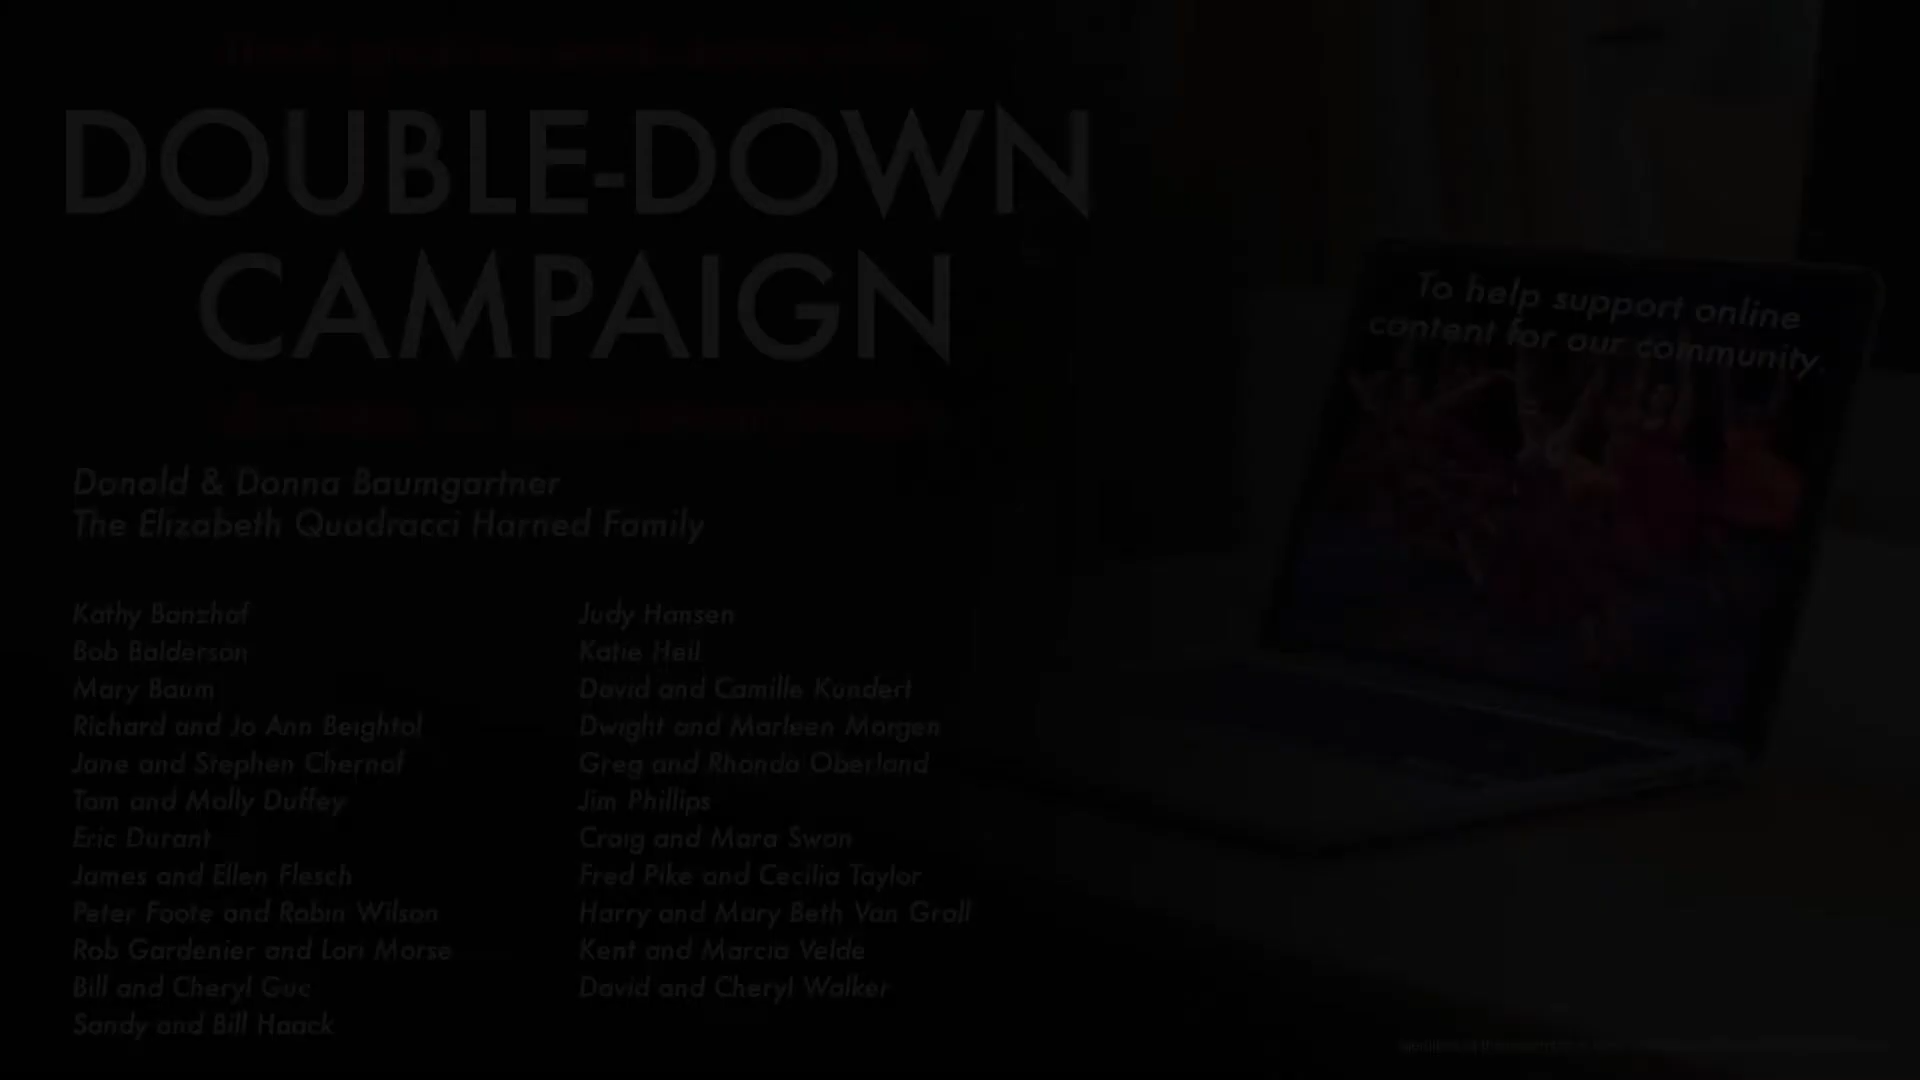 DOUBLE-DOWN
CAMPAIGN
To help support online
content for our community.
Donald & Donna Baumgartner
The Elizabeth Quadracci Harned Family
Kathy Banzhaf
Bob Balderson
Mary Baum
Richard and Jo Ann Beightol
Jane and Stephen Chernof
Tom and Molly Duffey
Eric Durant
James and Ellen Flesch
Peter Foote and Robin Wilson
Rob Gardenier and Lori Morse
Bill and Cheryl Guc
Sandy and Bill Haack
Judy Hansen
Katie Heil
David and Camille Kundert
Dwight and Marleen Morgen
Greg and Rhonda Oberland
Jim Phillips
Craig and Mara Swan
Fred Pike and Cecilia Taylor
Harry and Mary Beth Van Groll
Kent and Marcia Velde
David and Cheryl Walker